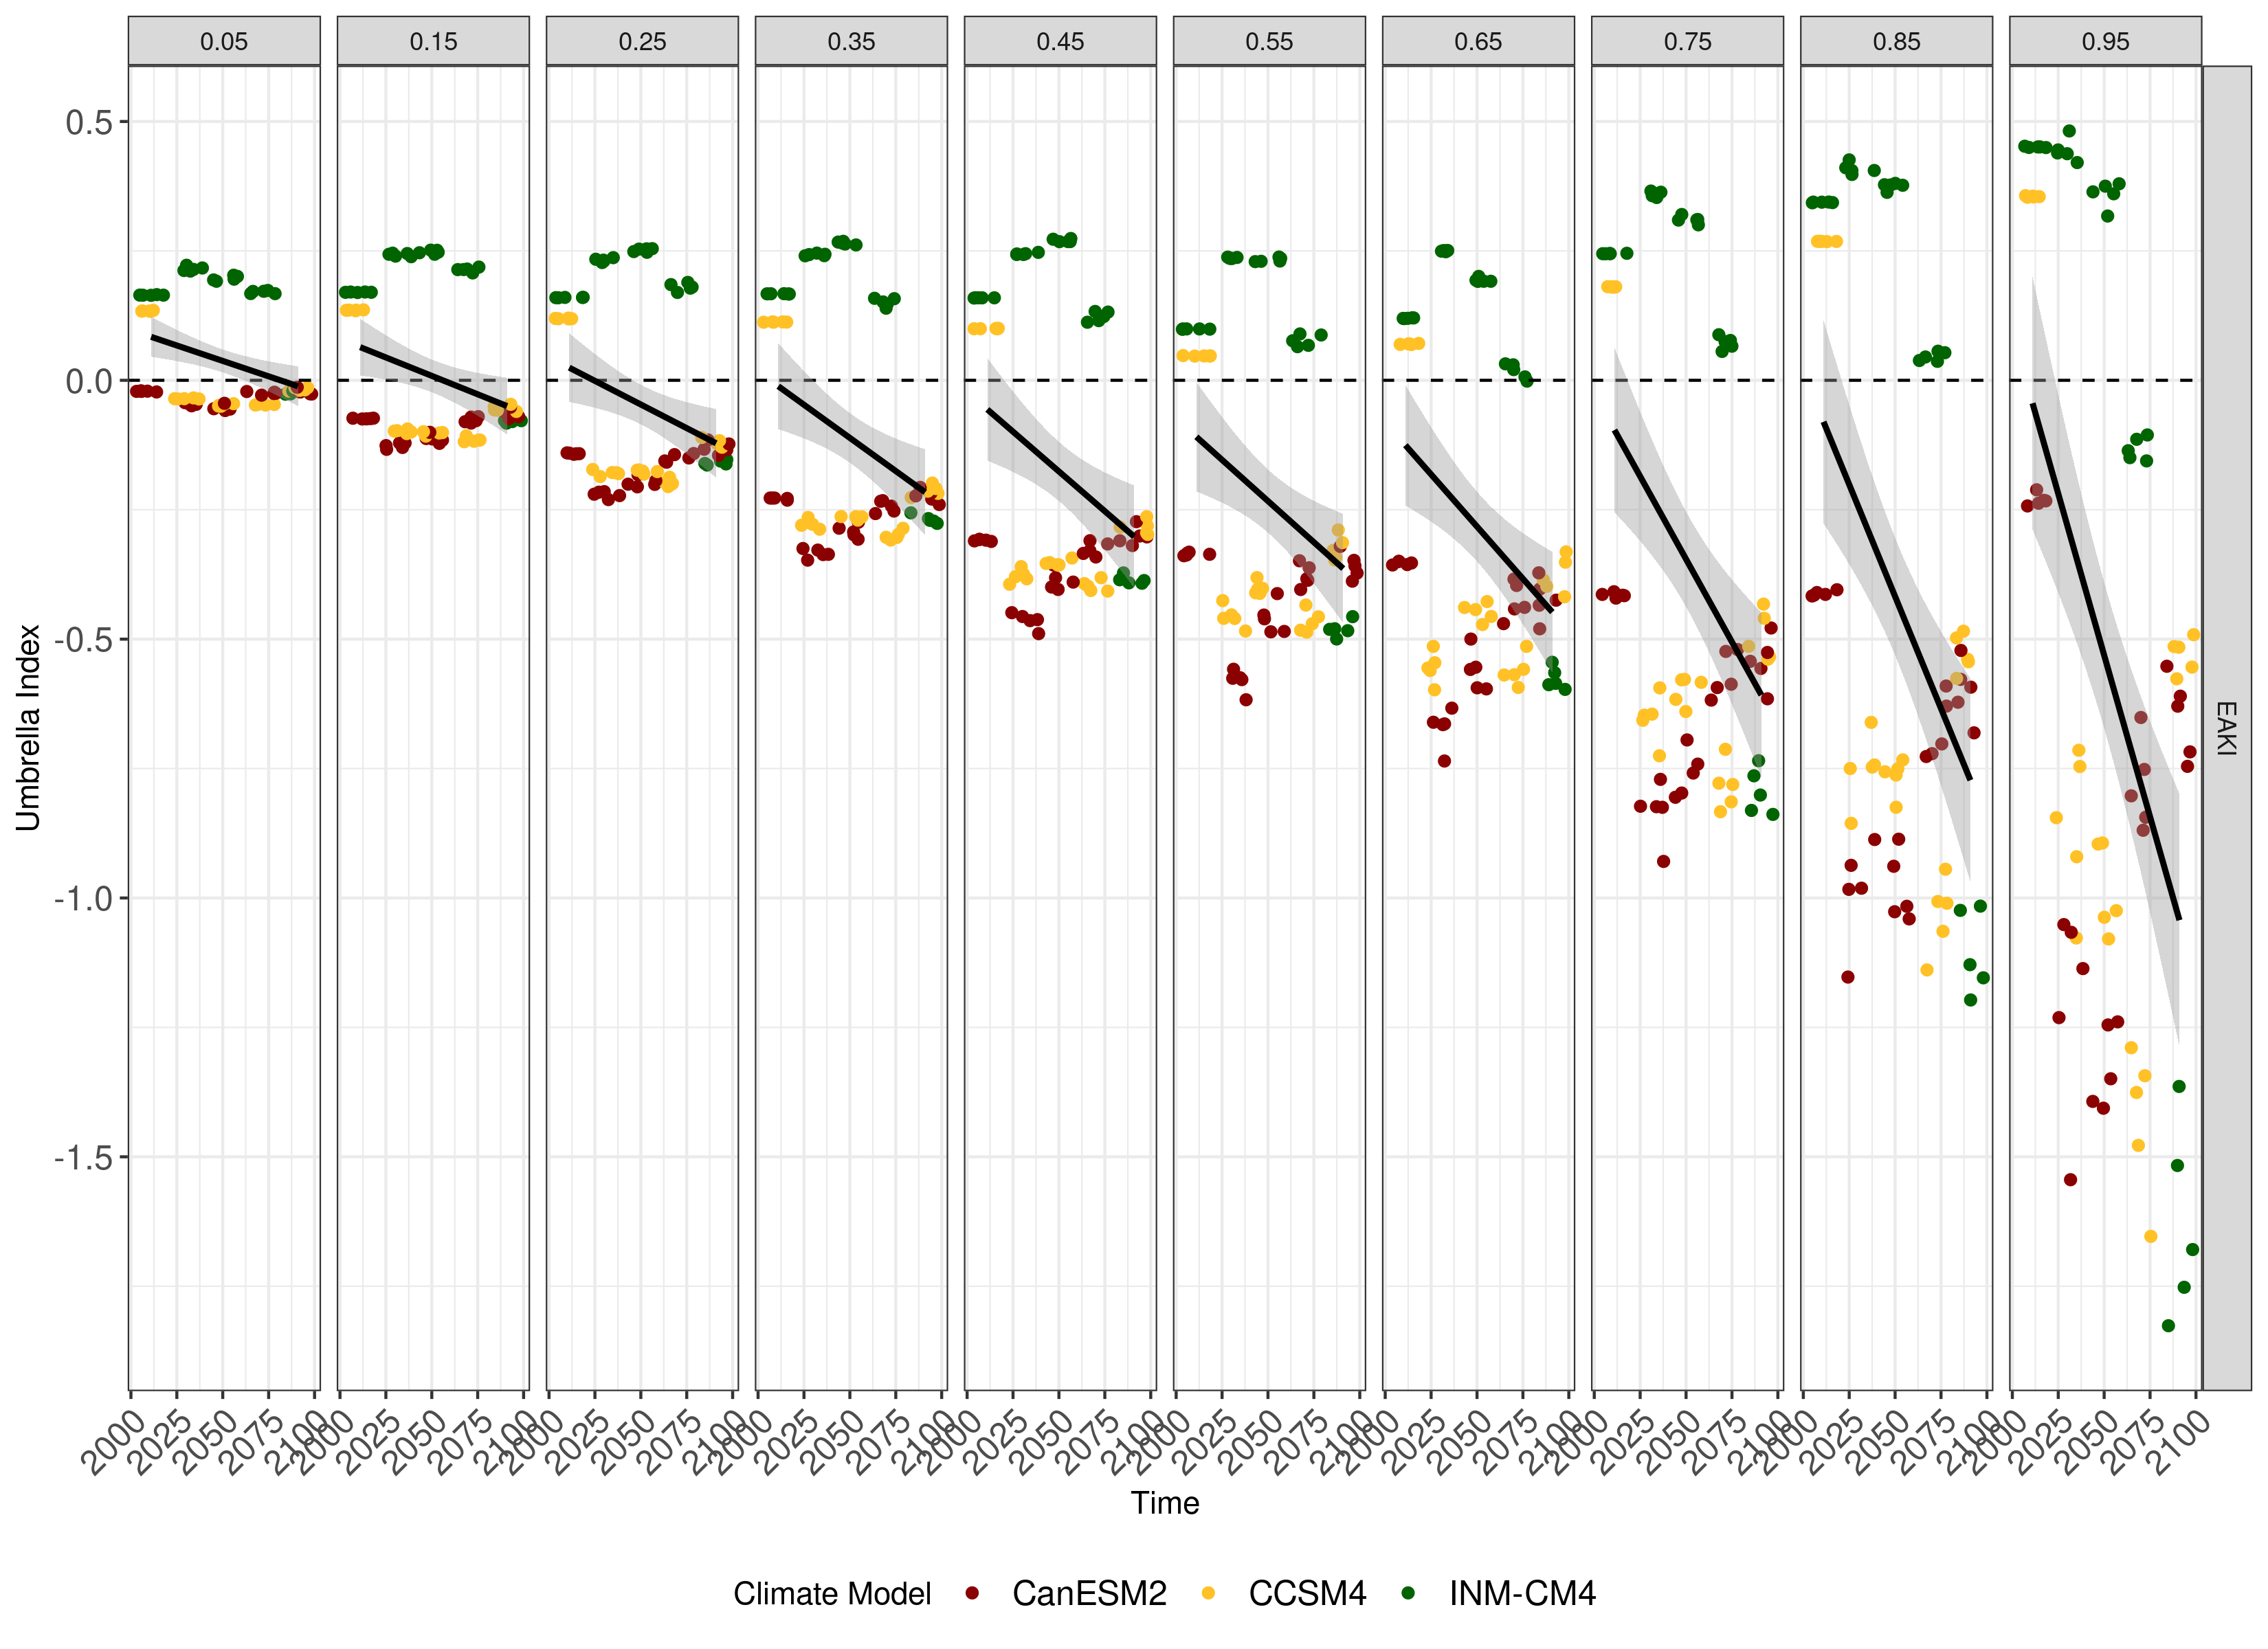 0.05 0.15 0.25 0.35 0.45 0.55 0.65 0.75 0.85 0.95
0.5
0.0
-0.5
-1.0
-1.5
Umbrella Index
EAKI
2000 2025 2050 2075 2100 2000 2025 2050 2075 2100 2000 2025 2050 2075 2100 2000 2025 2050 2075 2100 2000 2025 2050 2075 2100 2000 2025 2050 2075 2100 2000 2025 2050 2075 2100 2000 2025 2050 2075 2100 2000 2025 2050 2075 2100 2000 2025 2050 2075 2100
Time
Climate Model CanESM2 CCSM4 INM-CM4